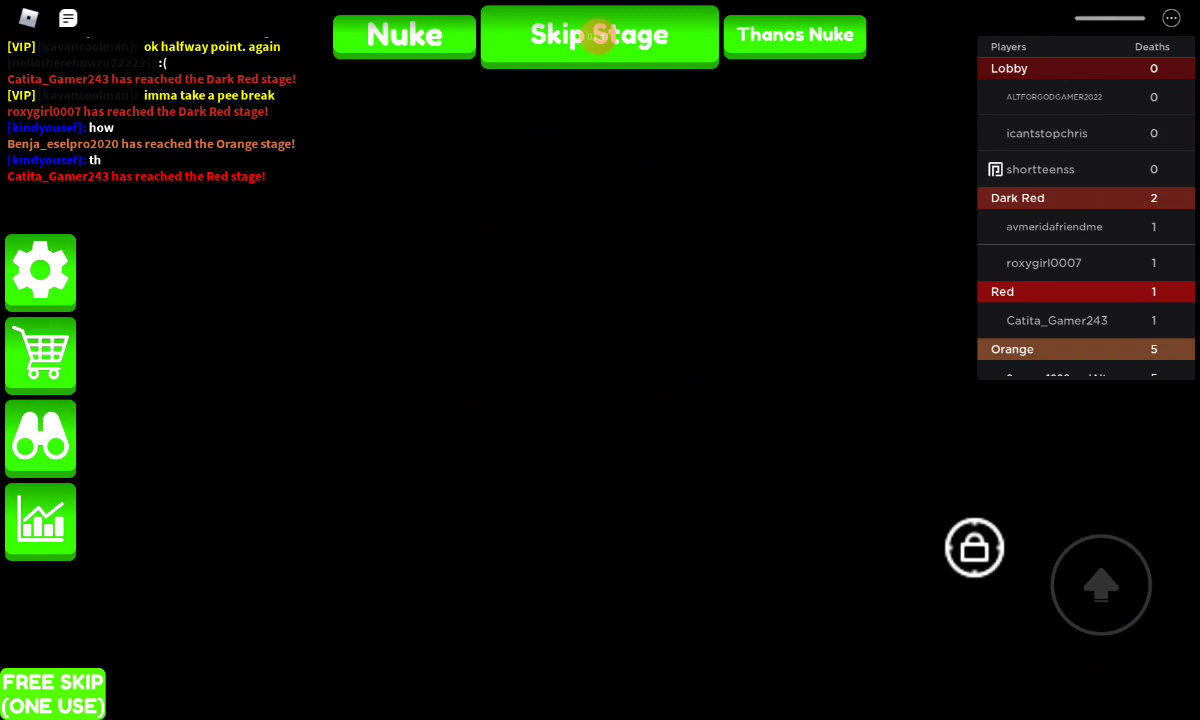 Nuke
Skip Stage
Thanos Nuke
[VIP] [kavancoolman]: ok halfway point. again
[hellotherehowru22222]: :(
Catita_Gamer243 has reached the Dark Red stage!
[VIP] [kavancoolman]: imma take a pee break
roxygirl0007 has reached the Dark Red stage!
[kindyousef]: how
Benja_eselpro2020 has reached the Orange stage!
[kindyousef]: th
Catita_Gamer243 has reached the Red stage!
Players Deaths
Lobby 0
ALTFORGODGAMER2022 0
icantstopchris 0
shortteenss 0
Dark Red 2
avmeridafriendme 1
roxygirl0007 1
Red 1
Catita_Gamer243 1
Orange 5
FREE SKIP
(ONE USE)